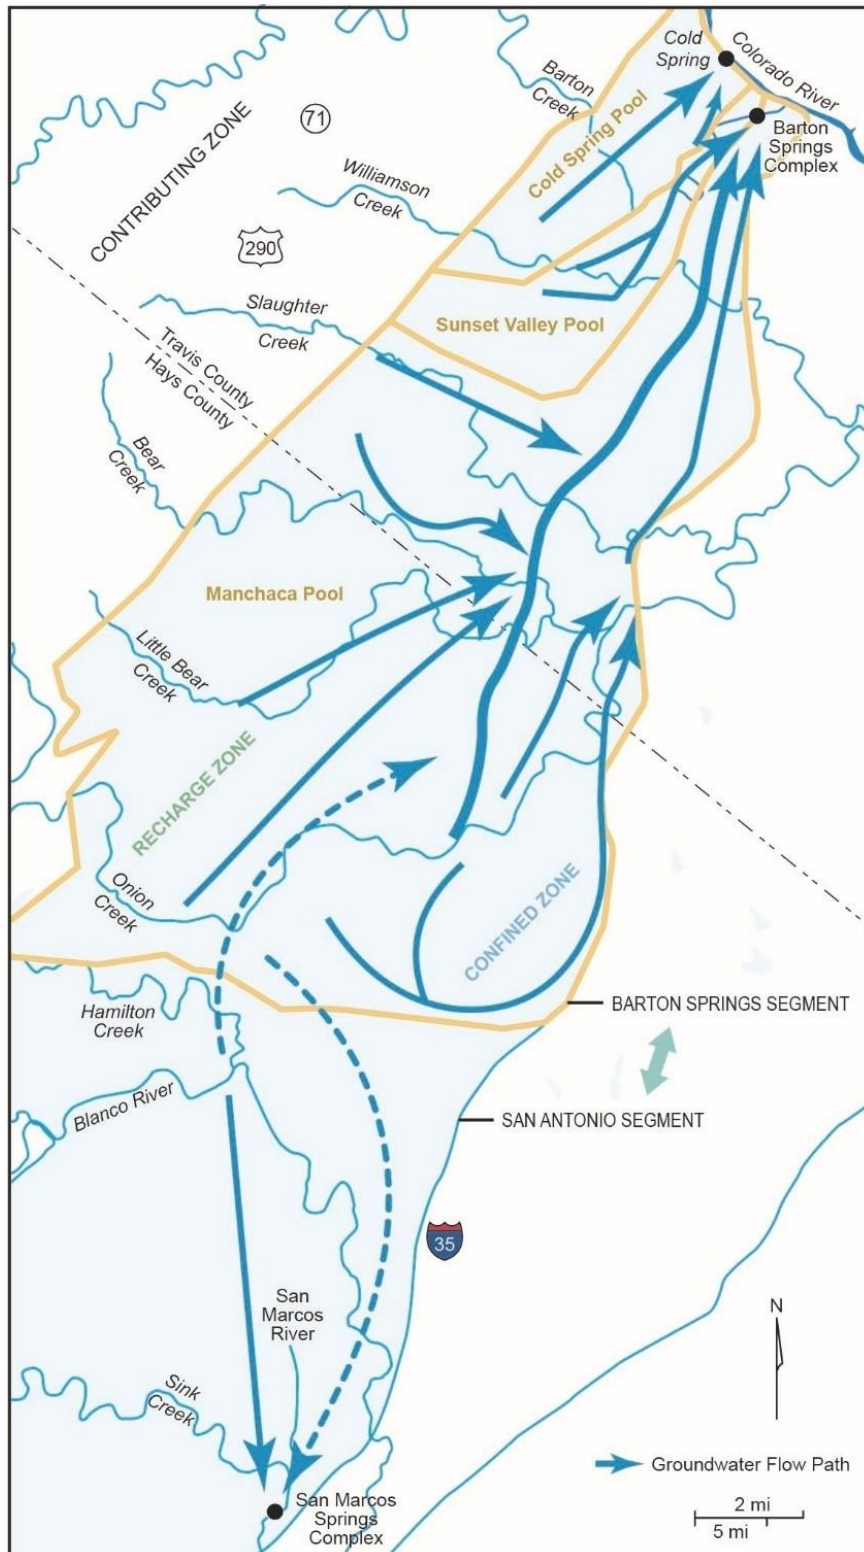 Cold
Spring
Colorado River
Barton
Creek
71
CONTRIBUTING ZONE
Cold Spring Pool
Barton
Springs
Complex
Williamson
Creek
290
Slaughter
Creek
Sunset Valley Pool
Travis County
Hays County
Bear
Creek
Manchaca Pool
Little Bear
Creek
RECHARGE ZONE
Onion
Creek
CONFINED ZONE
Hamilton
Creek
BARTON SPRINGS SEGMENT
Blanco River
SAN ANTONIO SEGMENT
35
San
Marcos
River
N
Sink
Creek
Groundwater Flow Path
San Marcos
Springs
Complex
2 mi
5 mi